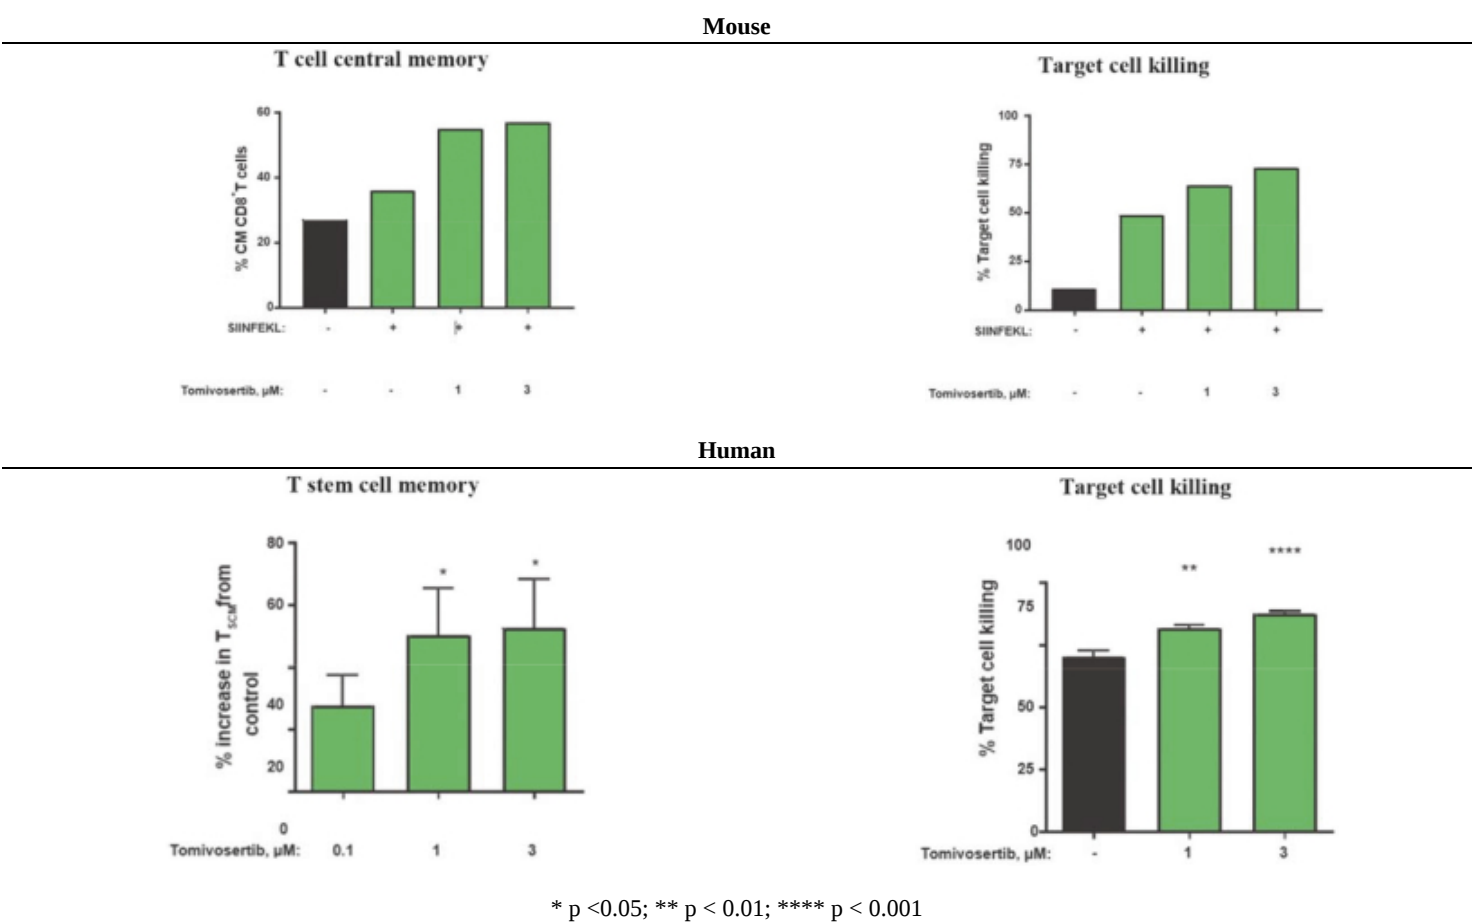 Mouse
T cell central memory
% CM CD8+T cells
60
40
20
0
SIINFEKL: - + + +
Tomivosertib, µM: - - 1 3
Target cell killing
% Target cell killing
100
75
50
25
0
SIINFEKL: - + + +
Tomivosertib, µM: - - 1 3
Human
T stem cell memory
% increase in TSCM from
control
80
60
40
20
0
* *
Tomivosertib, µM: 0.1 1 3
Target cell killing
% Target cell killing
100
75
50
25
0
** ****
Tomivosertib, µM: - 1 3
* p <0.05; ** p < 0.01; **** p < 0.001